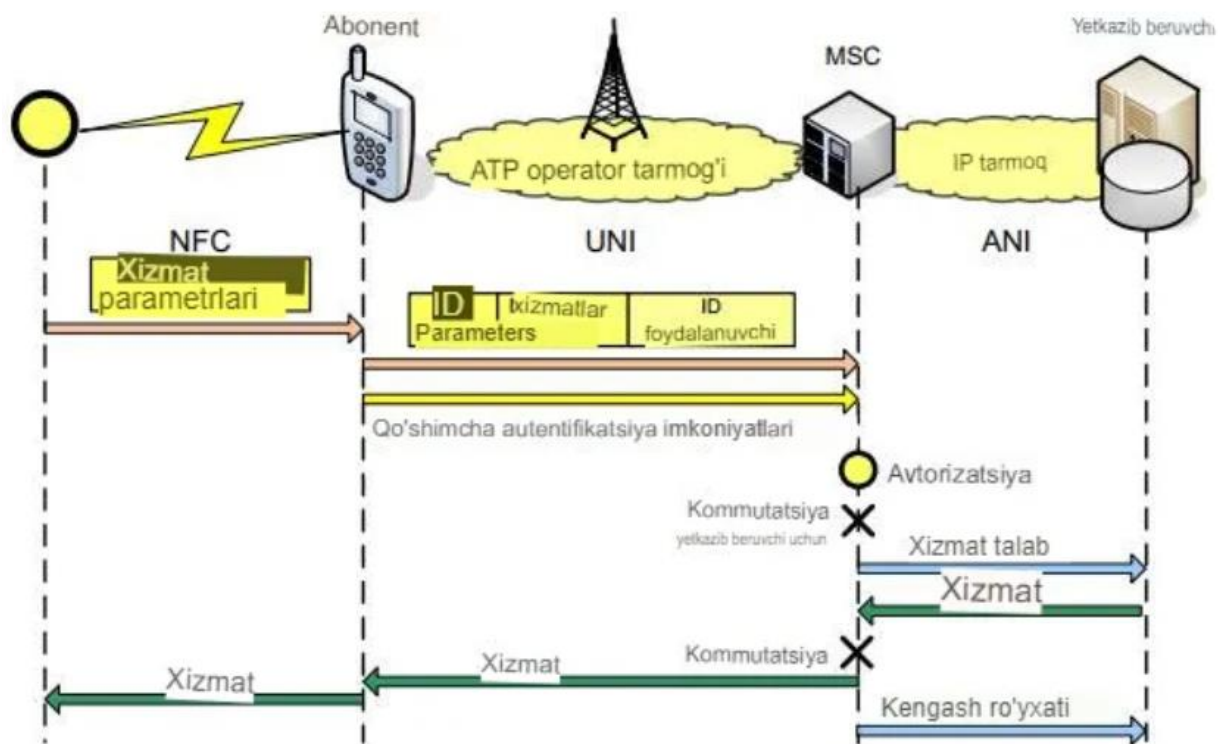 Abonent
Yetkazib beruvchi
MSC
ATP operator tarmog'i
IP tarmoq
NFC
UNI
ANI
Xizmat
parametrlari
ID
xizmatlar
ID
Parameters
foydalanuvchi
Qo'shimcha autentifikatsiya imkoniyatlari
Avtorizatsiya
Kommutatsiya
yetkazib beruvchi uchun
Xizmat talab
Xizmat
Kommutatsiya
Xizmat
Xizmat
Kengash ro'yxati